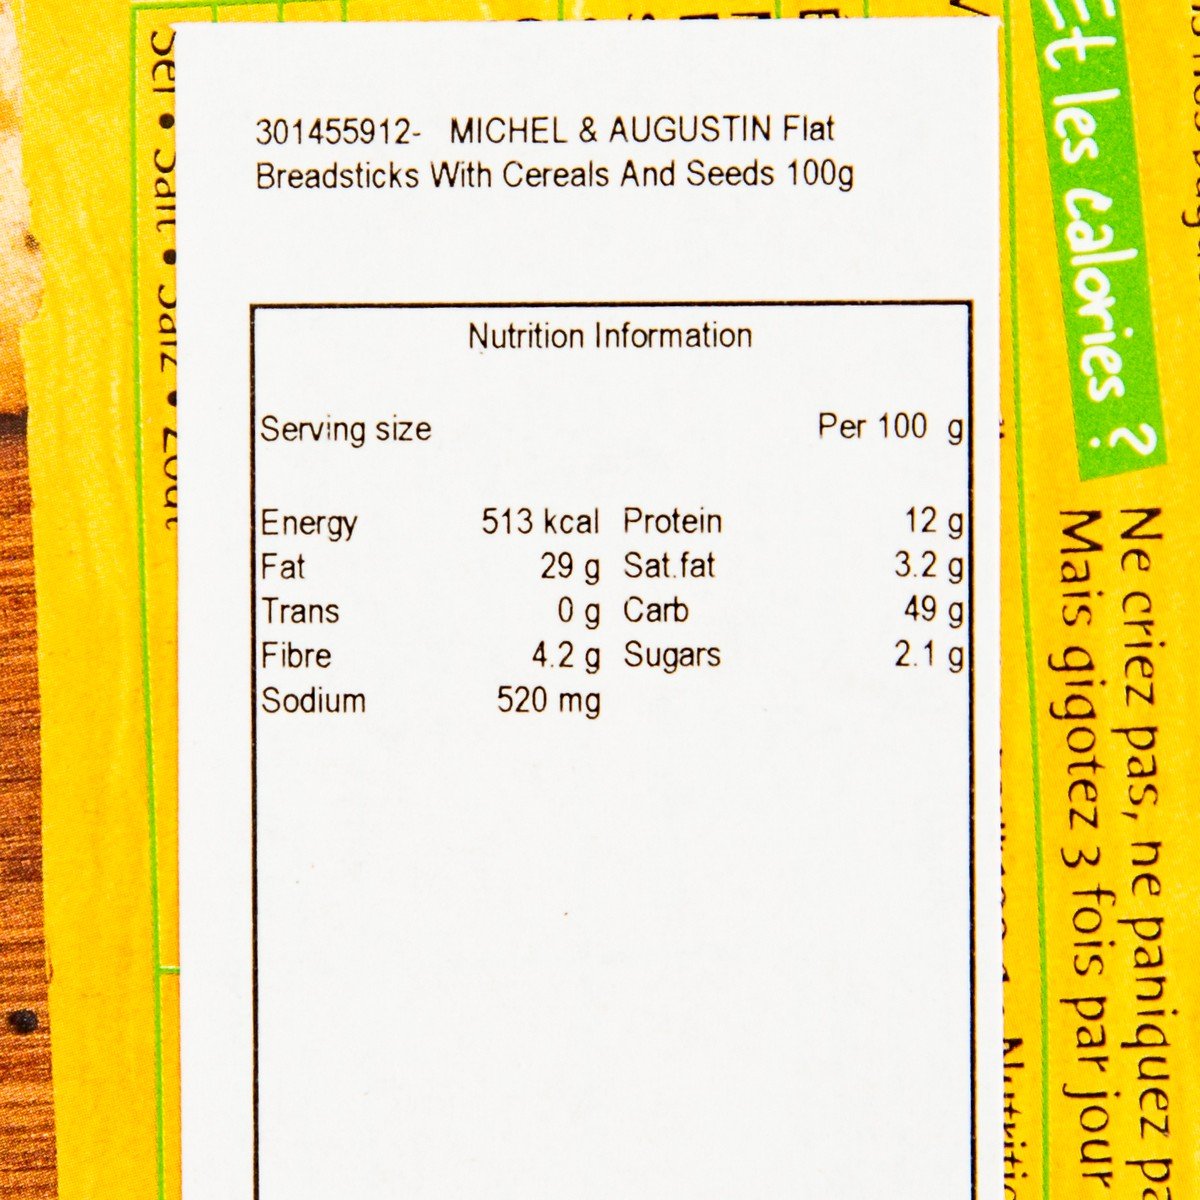 301455912- MICHEL & AUGUSTIN Flat
Breadsticks With Cereals And Seeds 100g
Nutrition Information
Serving size Per 100 g
Energy 513 kcal Protein 12 g
Fat 29 g Sat.fat 3.2 g
Trans 0 g Carb 49 g
Fibre 4.2 g Sugars 2.1 g
Sodium 520 mg
Et les calories ?
Ne criez pas, ne paniquez
Mais gigotez 3 fois par jour